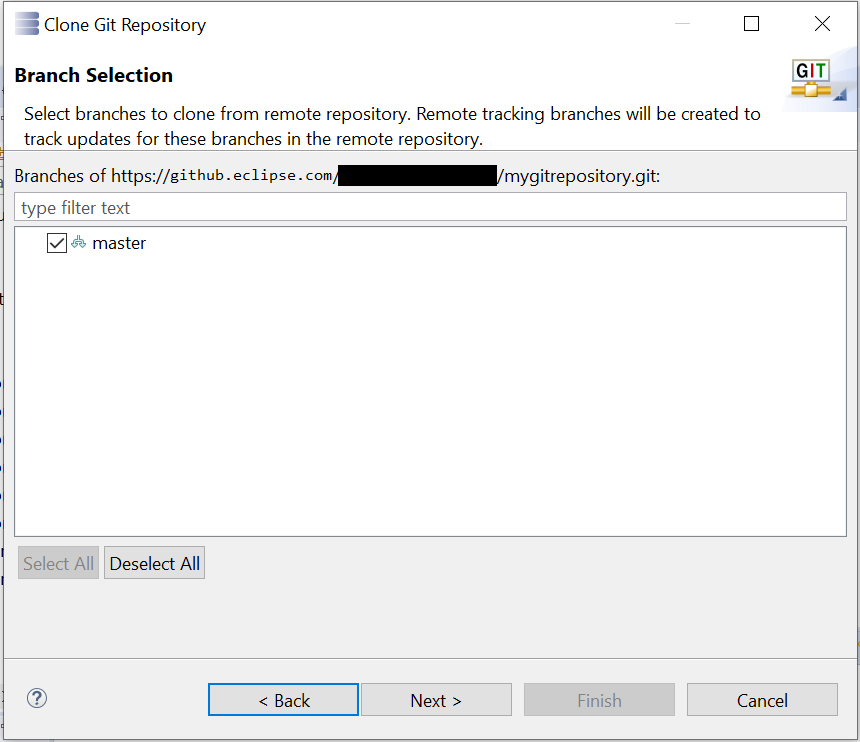 Clone Git Repository
Branch Selection
GIT
Select branches to clone from remote repository. Remote tracking branches will be created to
track updates for these branches in the remote repository.
Branches of https://github.eclipse.com/ /mygitrepository.git:
type filter text
master
Select All Deselect All
? < Back Next > Finish Cancel